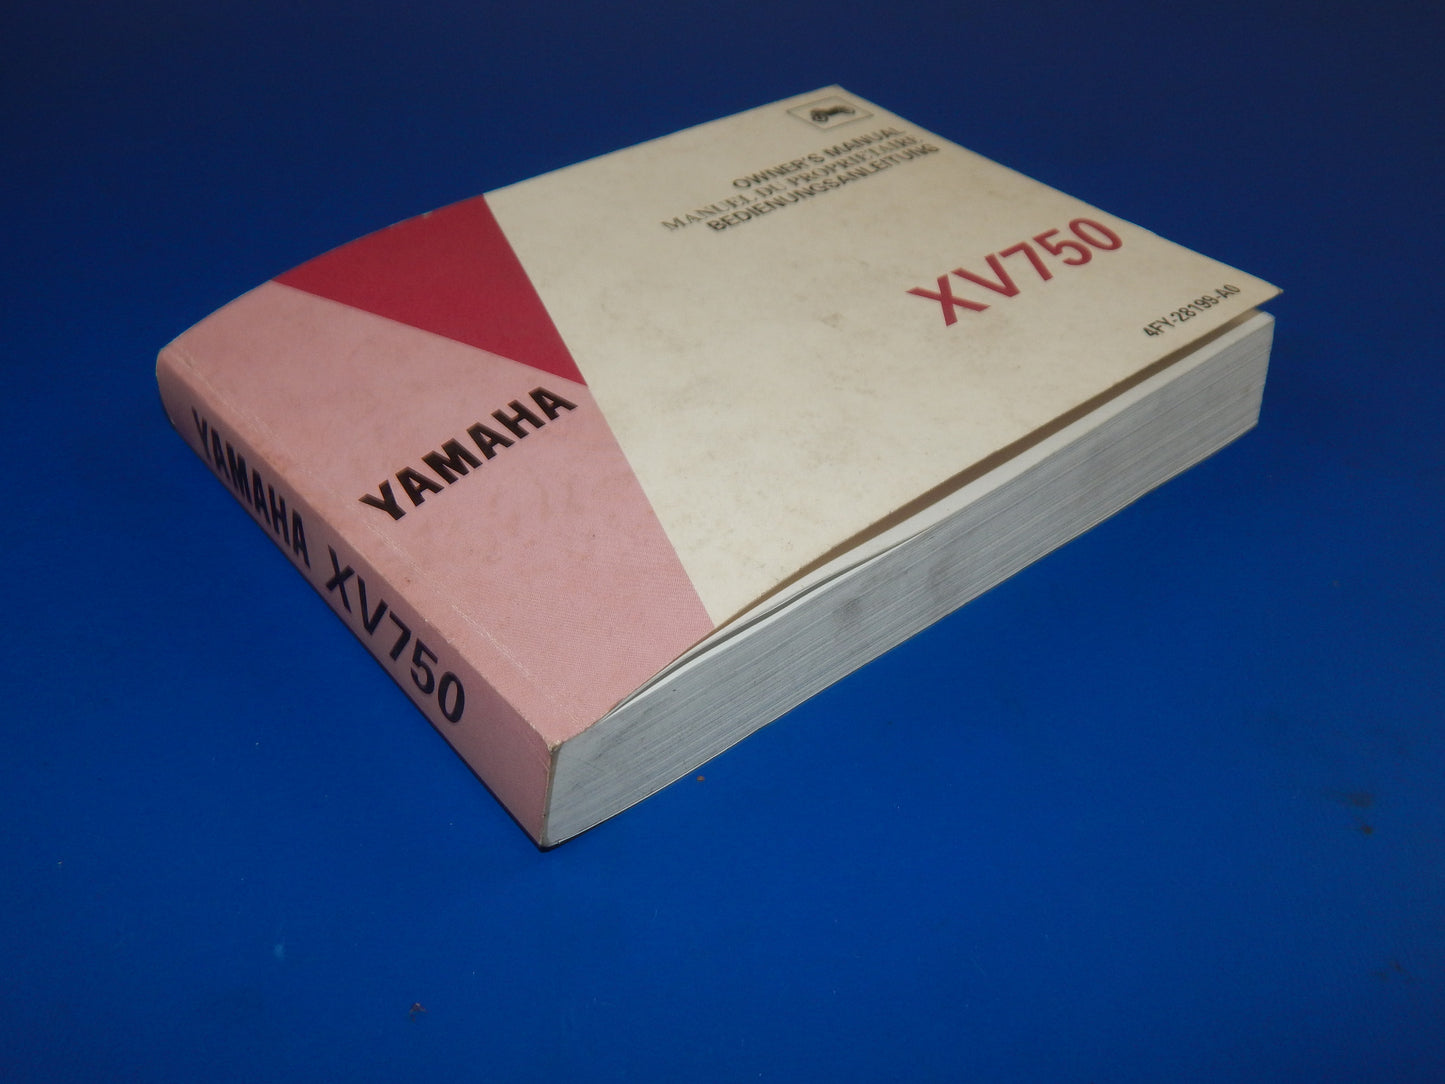 OWNER'S MANUAL
MANUEL DU PROPRIETAIRE
BEDIENUNGSANLEITUNG
XV750
4FY-28199-A0
YAMAHA
YAMAHA XV750